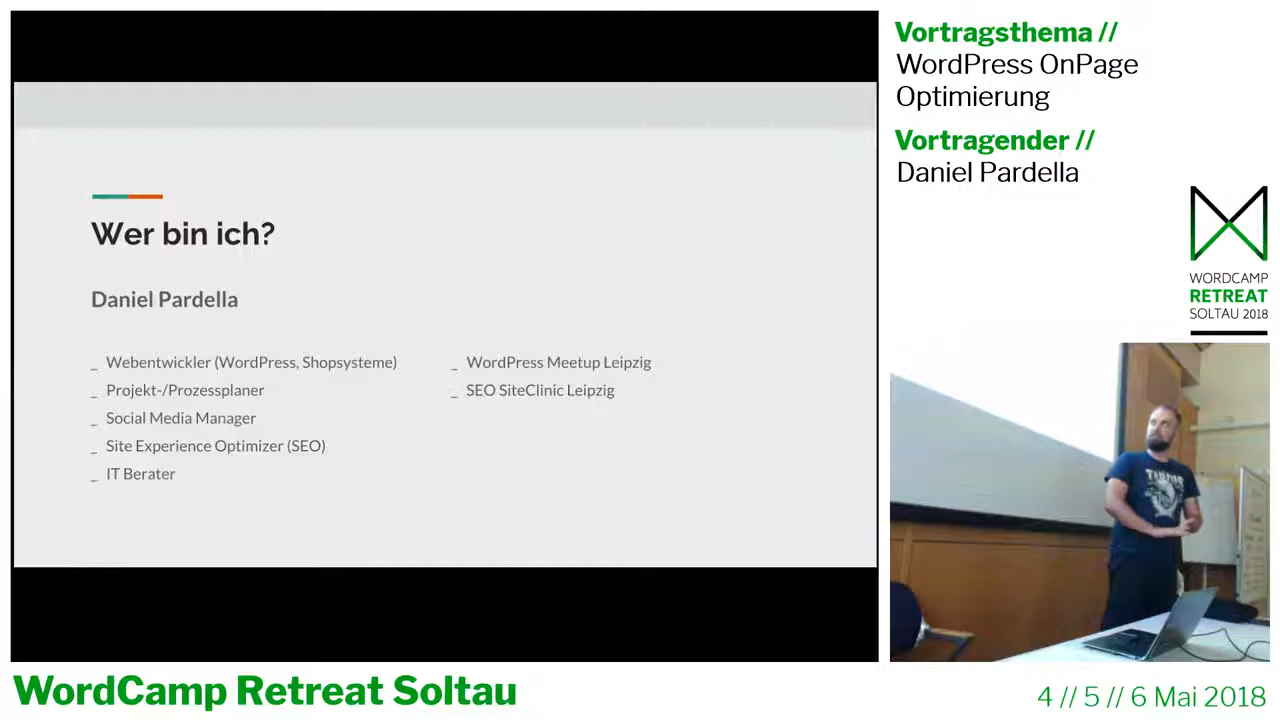 Wer bin ich?
Daniel Pardella
_ Webentwickler (WordPress, Shopsysteme)
_ Projekt-/Prozessplaner
_ Social Media Manager
_ Site Experience Optimizer (SEO)
_ IT Berater
_ WordPress Meetup Leipzig
_ SEO SiteClinic Leipzig
Vortragsthema //
WordPress OnPage
Optimierung
Vortragender //
Daniel Pardella
WORDCAMP
RETREAT
SOLTAU 2018
WordCamp Retreat Soltau
4 // 5 // 6 Mai 2018